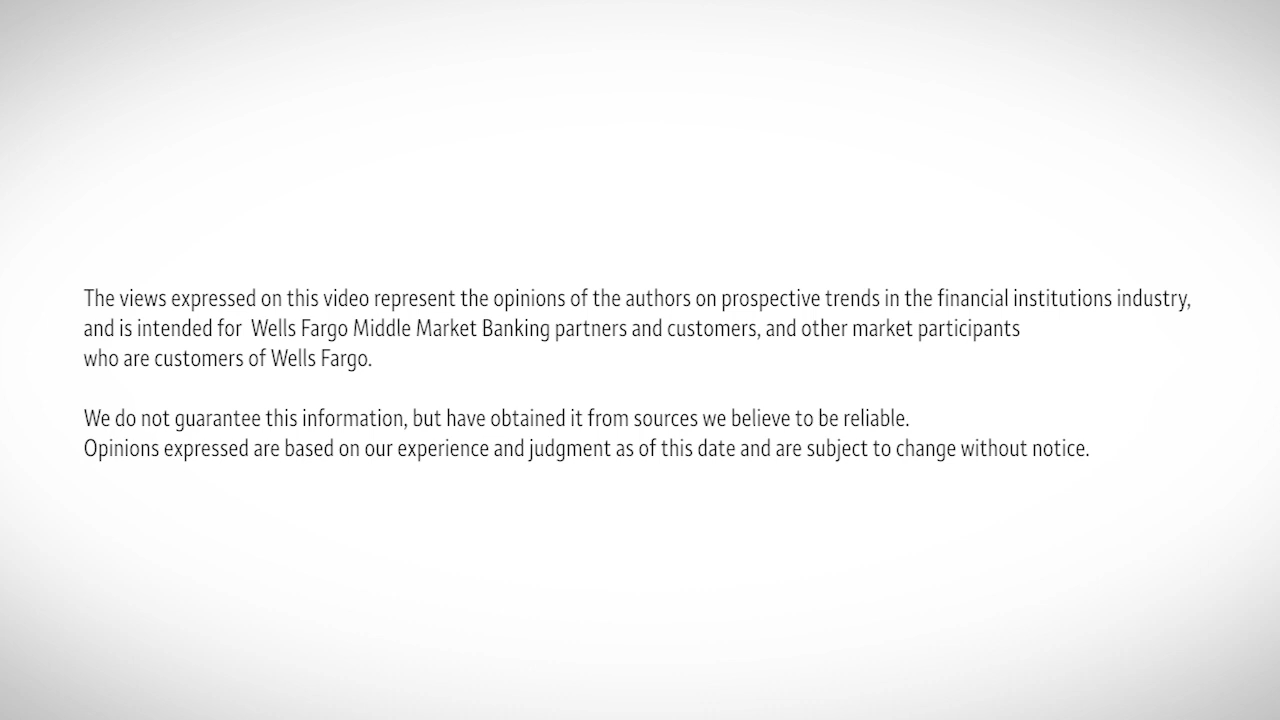 The views expressed on this video represent the opinions of the authors on prospective trends in the financial institutions industry,
and is intended for  Wells Fargo Middle Market Banking partners and customers, and other market participants
who are customers of Wells Fargo.
We do not guarantee this information, but have obtained it from sources we believe to be reliable.
Opinions expressed are based on our experience and judgment as of this date and are subject to change without notice.